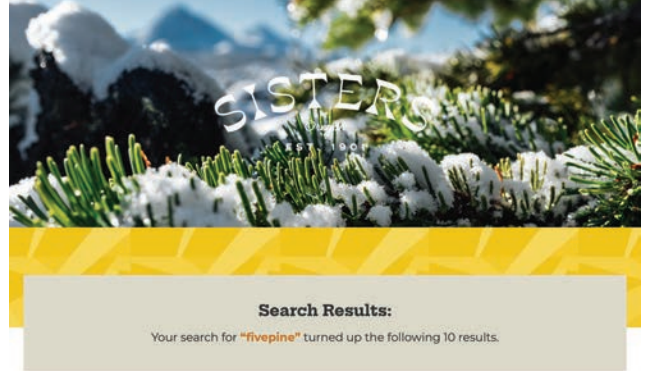 SISTERS
EST. 1901
Search Results:
Your search for “fivepine” turned up the following 10 results.